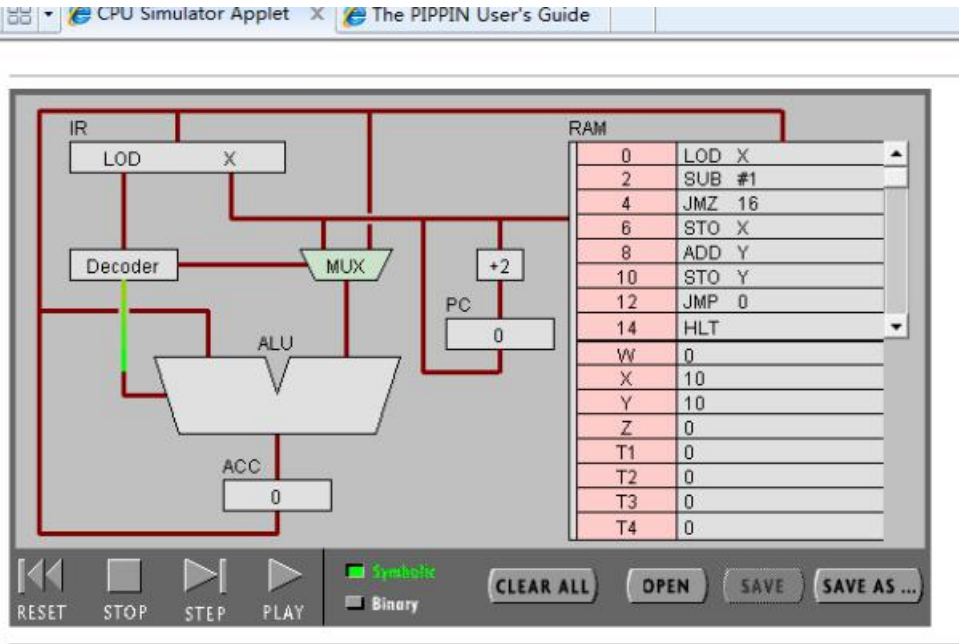 CPU Simulator Applet X The PIPPIN User's Guide
IR
LOD X
Decoder
MUX
+2
PC
0
ALU
ACC
0
RAM
0 LOD X
2 SUB #1
4 JMZ 16
6 STO X
8 ADD Y
10 STO Y
12 JMP 0
14 HLT
W 0
X 10
Y 10
Z 0
T1 0
T2 0
T3 0
T4 0
RESET STOP STEP PLAY
Symbolic
Binary
CLEAR ALL OPEN SAVE SAVE AS ...